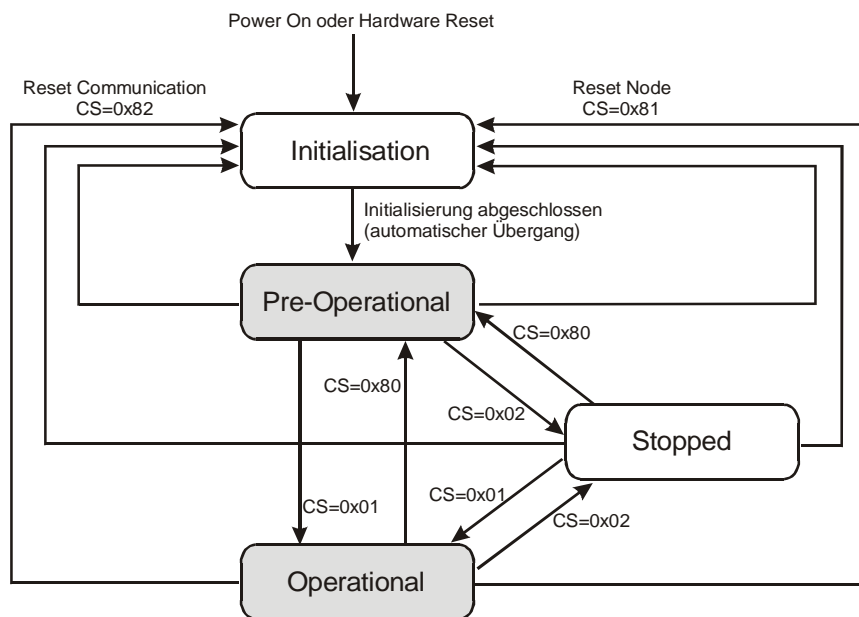 Power On oder Hardware Reset
Reset Communication
CS=0x82
Reset Node
CS=0x81
Initialisation
Initialisierung abgeschlossen
(automatischer Übergang)
Pre-Operational
CS=0x80
CS=0x80
CS=0x02
Stopped
CS=0x01
CS=0x01
CS=0x02
Operational